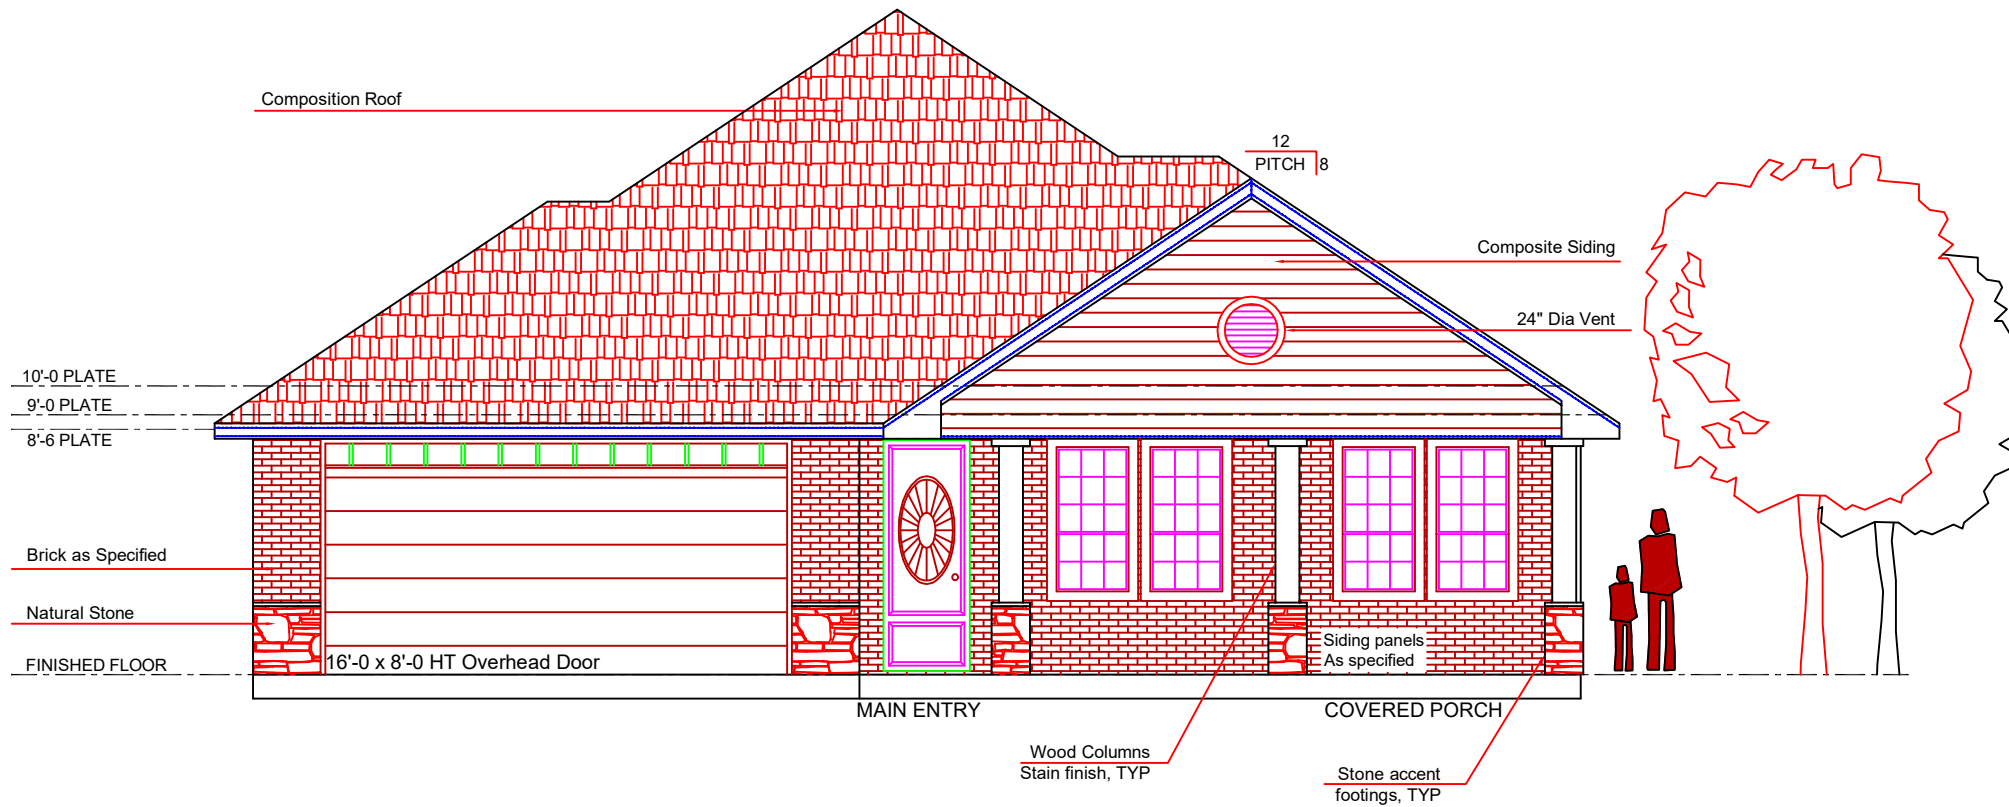 Composition Roof
12
PITCH 8
Composite Siding
24" Dia Vent
10'-0 PLATE
9'-0 PLATE
8'-6 PLATE
Brick as Specified
Natural Stone
FINISHED FLOOR
16'-0 x 8'-0 HT Overhead Door
Siding panels
As specified
MAIN ENTRY
COVERED PORCH
Wood Columns
Stain finish, TYP
Stone accent
footings, TYP